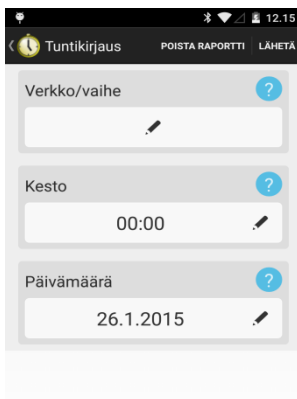 12.15
Tuntikirjaus POISTA RAPORTTI LÄHETÄ
Verkko/vaihe ?
Kesto ?
00:00
Päivämäärä ?
26.1.2015